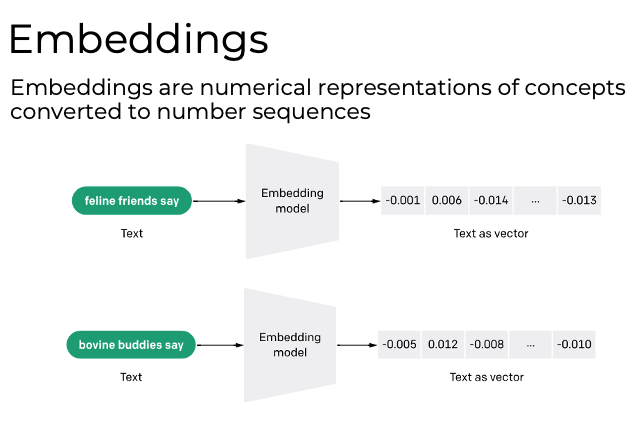 Embeddings
Embeddings are numerical representations of concepts
converted to number sequences
feline friends say
Embedding
model
-0.001 0.006 -0.014 ... -0.013
Text
Text as vector
bovine buddies say
Embedding
model
-0.005 0.012 -0.008 ... -0.010
Text
Text as vector